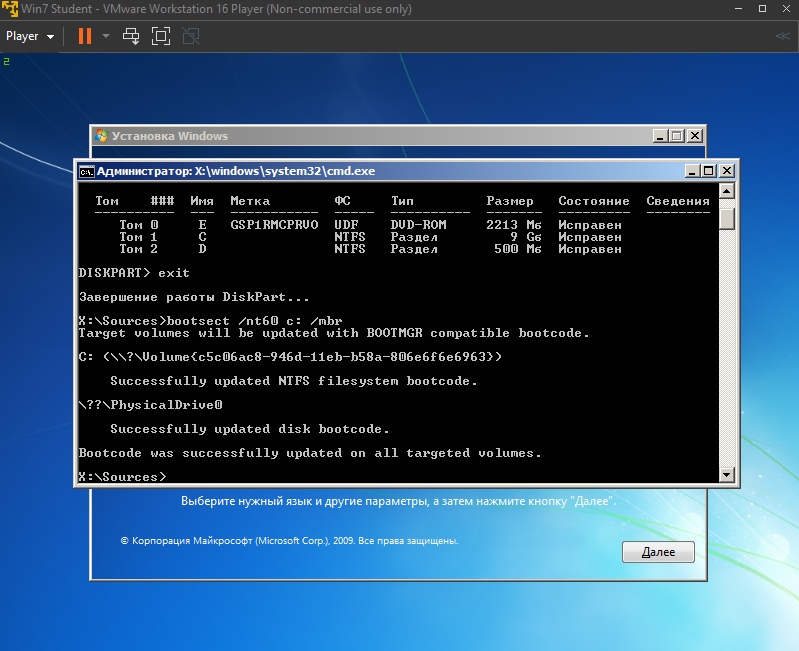 Win7 Student - VMware Workstation 16 Player (Non-commercial use only)
Player
2
Установка Windows
Администратор: X:\windows\system32\cmd.exe
Том ### Имя Метка ФС Тип Размер Состояние Сведения
Том 0 E GSP1RMCPRVO UDF DVD-ROM 2213 Мб Исправен
Том 1 C NTFS Раздел 9 Gб Исправен
Том 2 D NTFS Раздел 500 Мб Исправен
DISKPART> exit
Завершение работы DiskPart...
X:\Sources>bootsect /nt60 c: /mbr
Target volumes will be updated with BOOTMGR compatible bootcode.
C: (\\?\Volume{c5c06ac8-946d-11eb-b58a-806e6f6e6963})
Successfully updated NTFS filesystem bootcode.
\??\PhysicalDrive0
Successfully updated disk bootcode.
Bootcode was successfully updated on all targeted volumes.
X:\Sources>
Выберите нужный язык и другие параметры, а затем нажмите кнопку "Далее".
© Корпорация Майкрософт (Microsoft Corp.), 2009. Все права защищены.
Далее